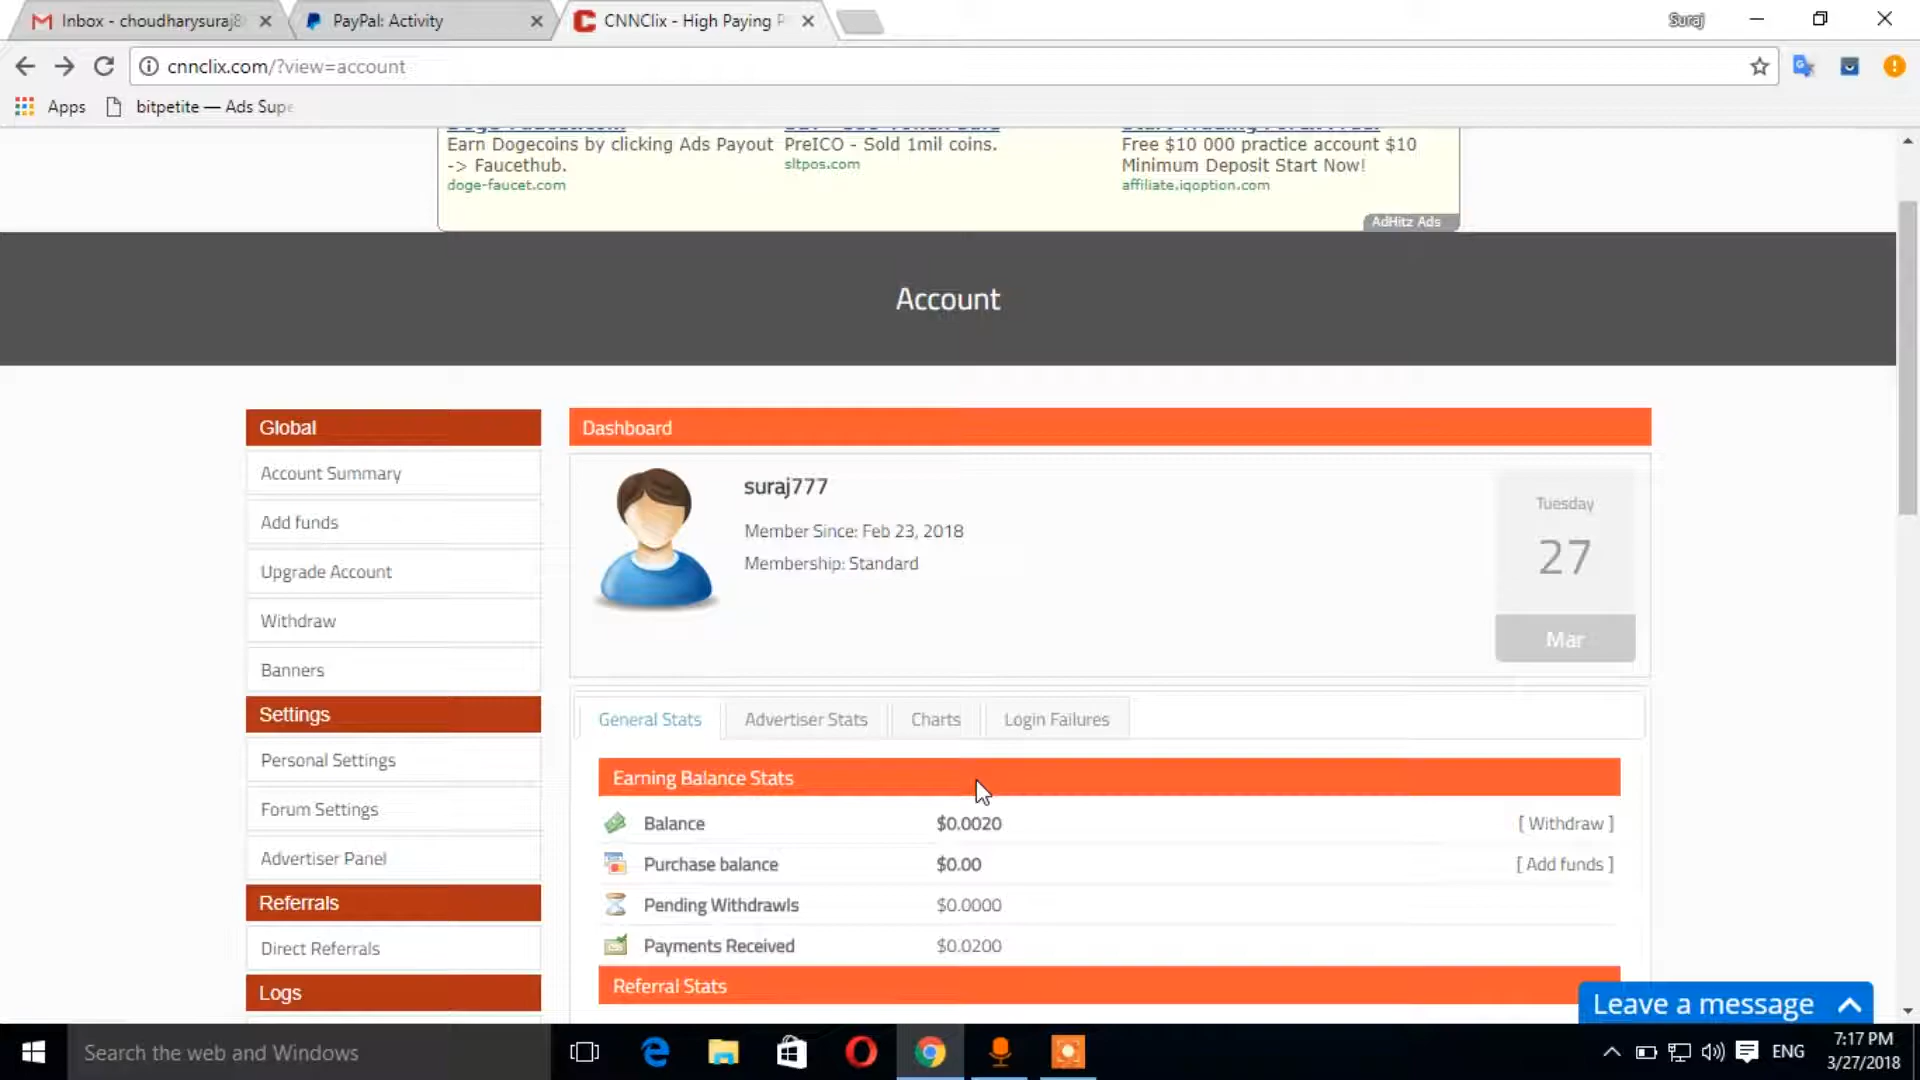 Inbox - choudharysuraj8
PayPal: Activity
CNNClix - High Paying P
Suraj
cnnclix.com/?view=account
Apps
bitpetite — Ads Supe
Earn Dogecoins by clicking Ads Payout
-> Faucethub.
doge-faucet.com
PreICO - Sold 1mil coins.
sltpos.com
Free $10 000 practice account $10
Minimum Deposit Start Now!
affiliate.iqoption.com
AdHitz Ads
Account
Global
Account Summary
Add funds
Upgrade Account
Withdraw
Banners
Settings
Personal Settings
Forum Settings
Advertiser Panel
Referrals
Direct Referrals
Logs
Dashboard
suraj777
Member Since: Feb 23, 2018
Membership: Standard
Tuesday
27
Mar
General Stats
Advertiser Stats
Charts
Login Failures
Earning Balance Stats
Balance $0.0020 [ Withdraw ]
Purchase balance $0.00 [ Add funds ]
Pending Withdrawls $0.0000
Payments Received $0.0200
Referral Stats
Leave a message
Search the web and Windows
ENG
7:17 PM
3/27/2018